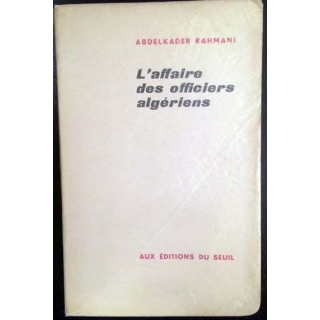 ABDELKADER RAHMANI
L'affaire
des officiers
algériens
AUX ÉDITIONS DU SEUIL